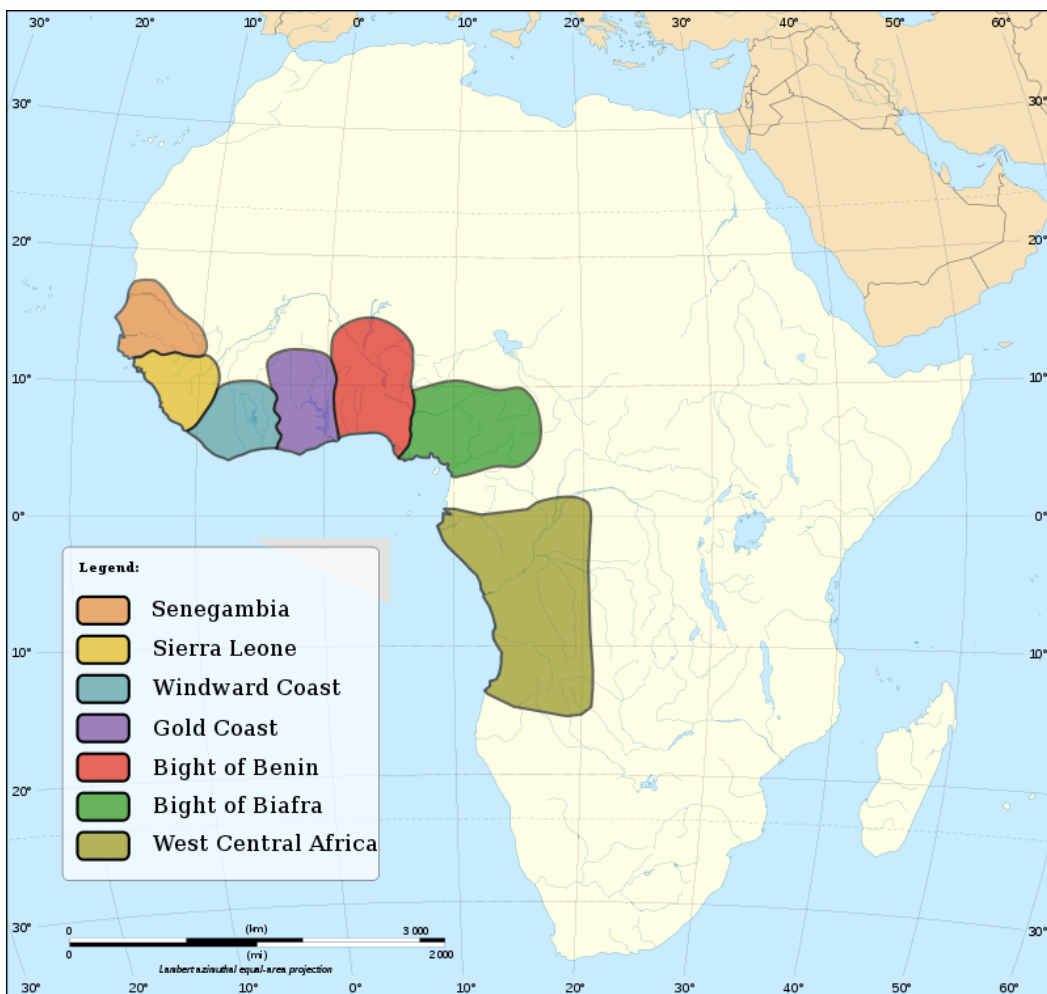 30° 20° 10° 0° 10° 20° 30° 40° 50° 60°
30° 30°
20° 20°
10° 10°
0° 0°
Legend:
Senegambia
Sierra Leone
Windward Coast
Gold Coast
Bight of Benin
Bight of Biafra
West Central Africa
10° 10°
20° 20°
30° 30°
0 (km) 3 000
0 (mi) 2 000
Lambert azimuthal equal-area projection
30° 20° 10° 0° 10° 20° 30° 40° 50° 60°